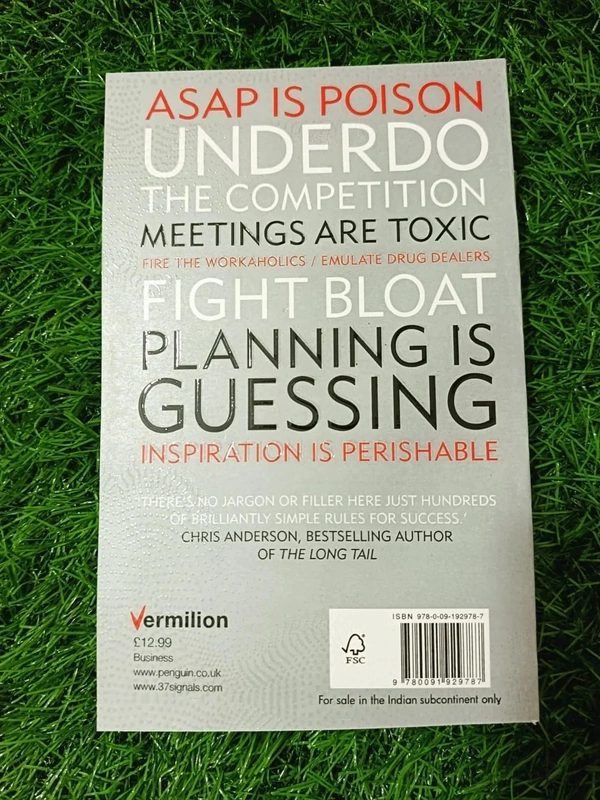 ASAP IS POISON
UNDERDO
THE COMPETITION
MEETINGS ARE TOXIC
FIRE THE WORKAHOLICS / EMULATE DRUG DEALERS
FIGHT BLOAT
PLANNING IS
GUESSING
INSPIRATION IS PERISHABLE
'THERE'S NO JARGON OR FILLER HERE JUST HUNDREDS
OF BRILLIANTLY SIMPLE RULES FOR SUCCESS.'
CHRIS ANDERSON, BESTSELLING AUTHOR
OF THE LONG TAIL
Vermilion
£12.99
Business
www.penguin.co.uk
www.37signals.com
FSC
ISBN 978-0-09-192978-7
9 780091 929787
For sale in the Indian subcontinent only